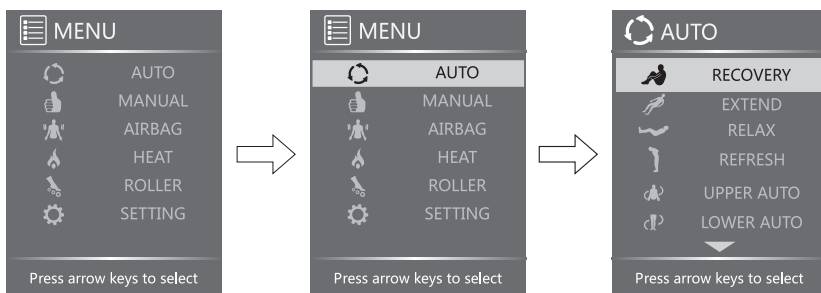 MENU
AUTO
MANUAL
AIRBAG
HEAT
ROLLER
SETTING
Press arrow keys to select
MENU
AUTO
MANUAL
AIRBAG
HEAT
ROLLER
SETTING
Press arrow keys to select
AUTO
RECOVERY
EXTEND
RELAX
REFRESH
UPPER AUTO
LOWER AUTO
Press arrow keys to select